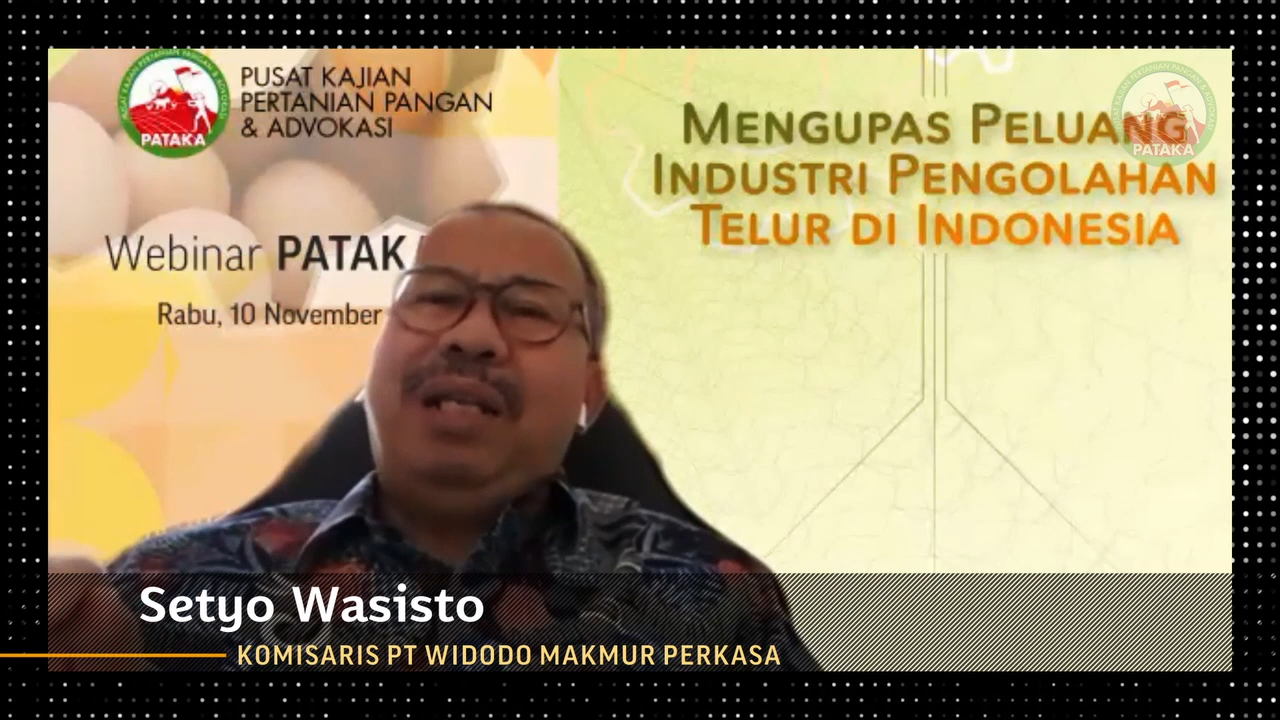 PUSAT KAJIAN
PERTANIAN PANGAN
& ADVOKASI
PATAKA
Webinar PATAK
Rabu, 10 November
MENGUPAS PELUANG
INDUSTRI PENGOLAHAN
TELUR DI INDONESIA
PATAKA
Setyo Wasisto
KOMISARIS PT WIDODO MAKMUR PERKASA